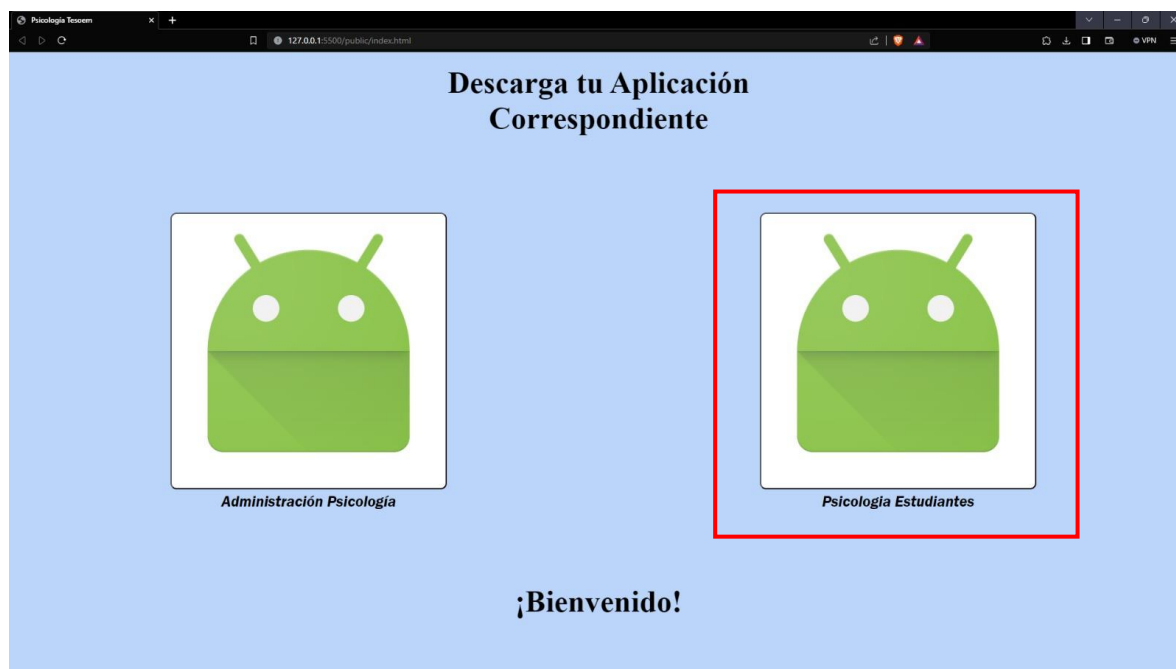 Psicología Tesoem
127.0.0.1:5500/public/index.html
VPN
Descarga tu Aplicación
Correspondiente
Administración Psicología
Psicologia Estudiantes
¡Bienvenido!